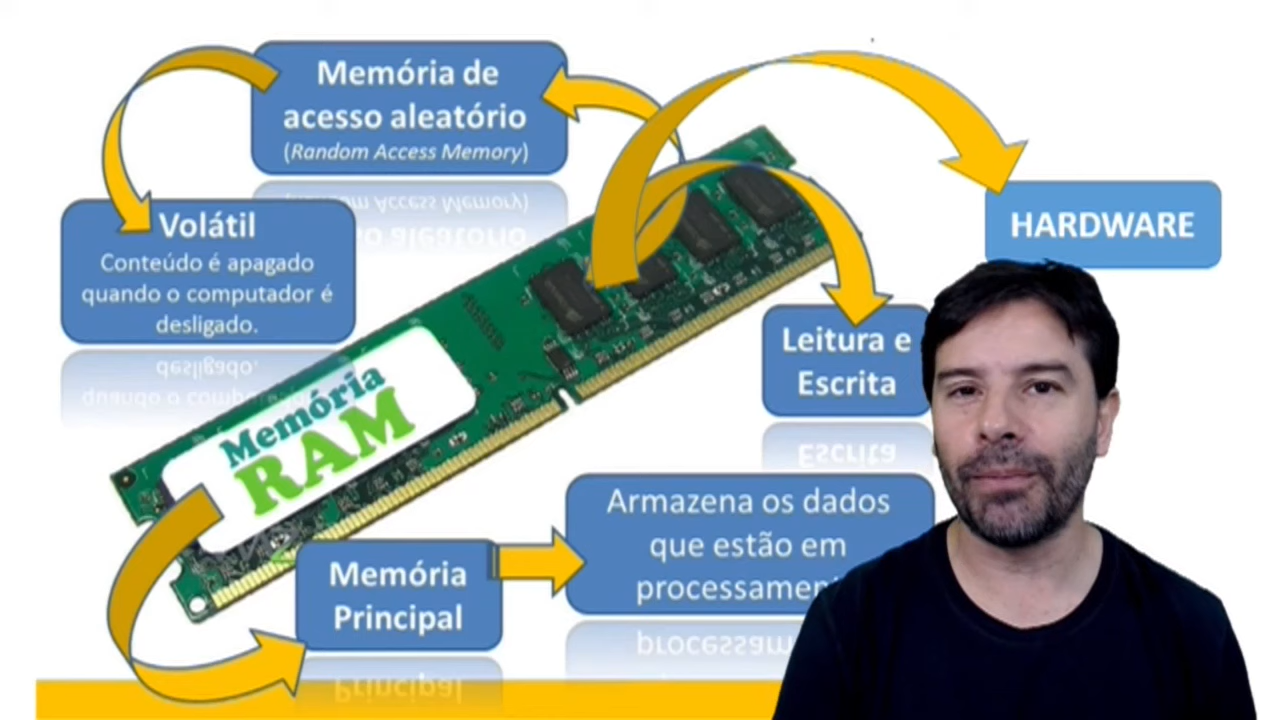 Memória de
acesso aleatório
(Random Access Memory)
Volátil
Conteúdo é apagado
quando o computador é
desligado.
HARDWARE
Leitura e
Escrita
Memória
RAM
Memória
Principal
Armazena os dados
que estão em